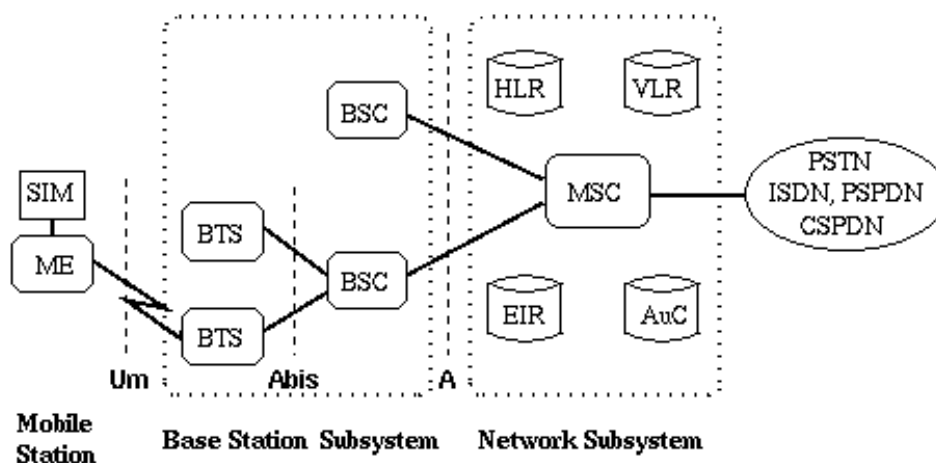 HLR
VLR
BSC
PSTN
ISDN, PSPDN
CSPDN
MSC
SIM
BTS
ME
BSC
EIR
AuC
BTS
Um
Abis
A
Mobile
Station
Base Station Subsystem
Network Subsystem